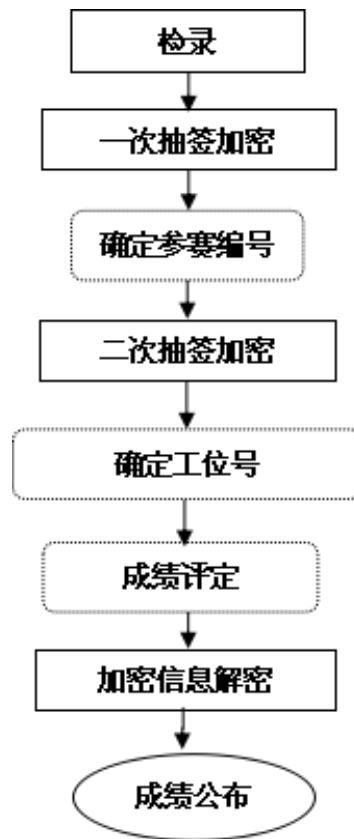 检录
一次抽签加密
确定参赛编号
二次抽签加密
确定工位号
成绩评定
加密信息解密
成绩公布